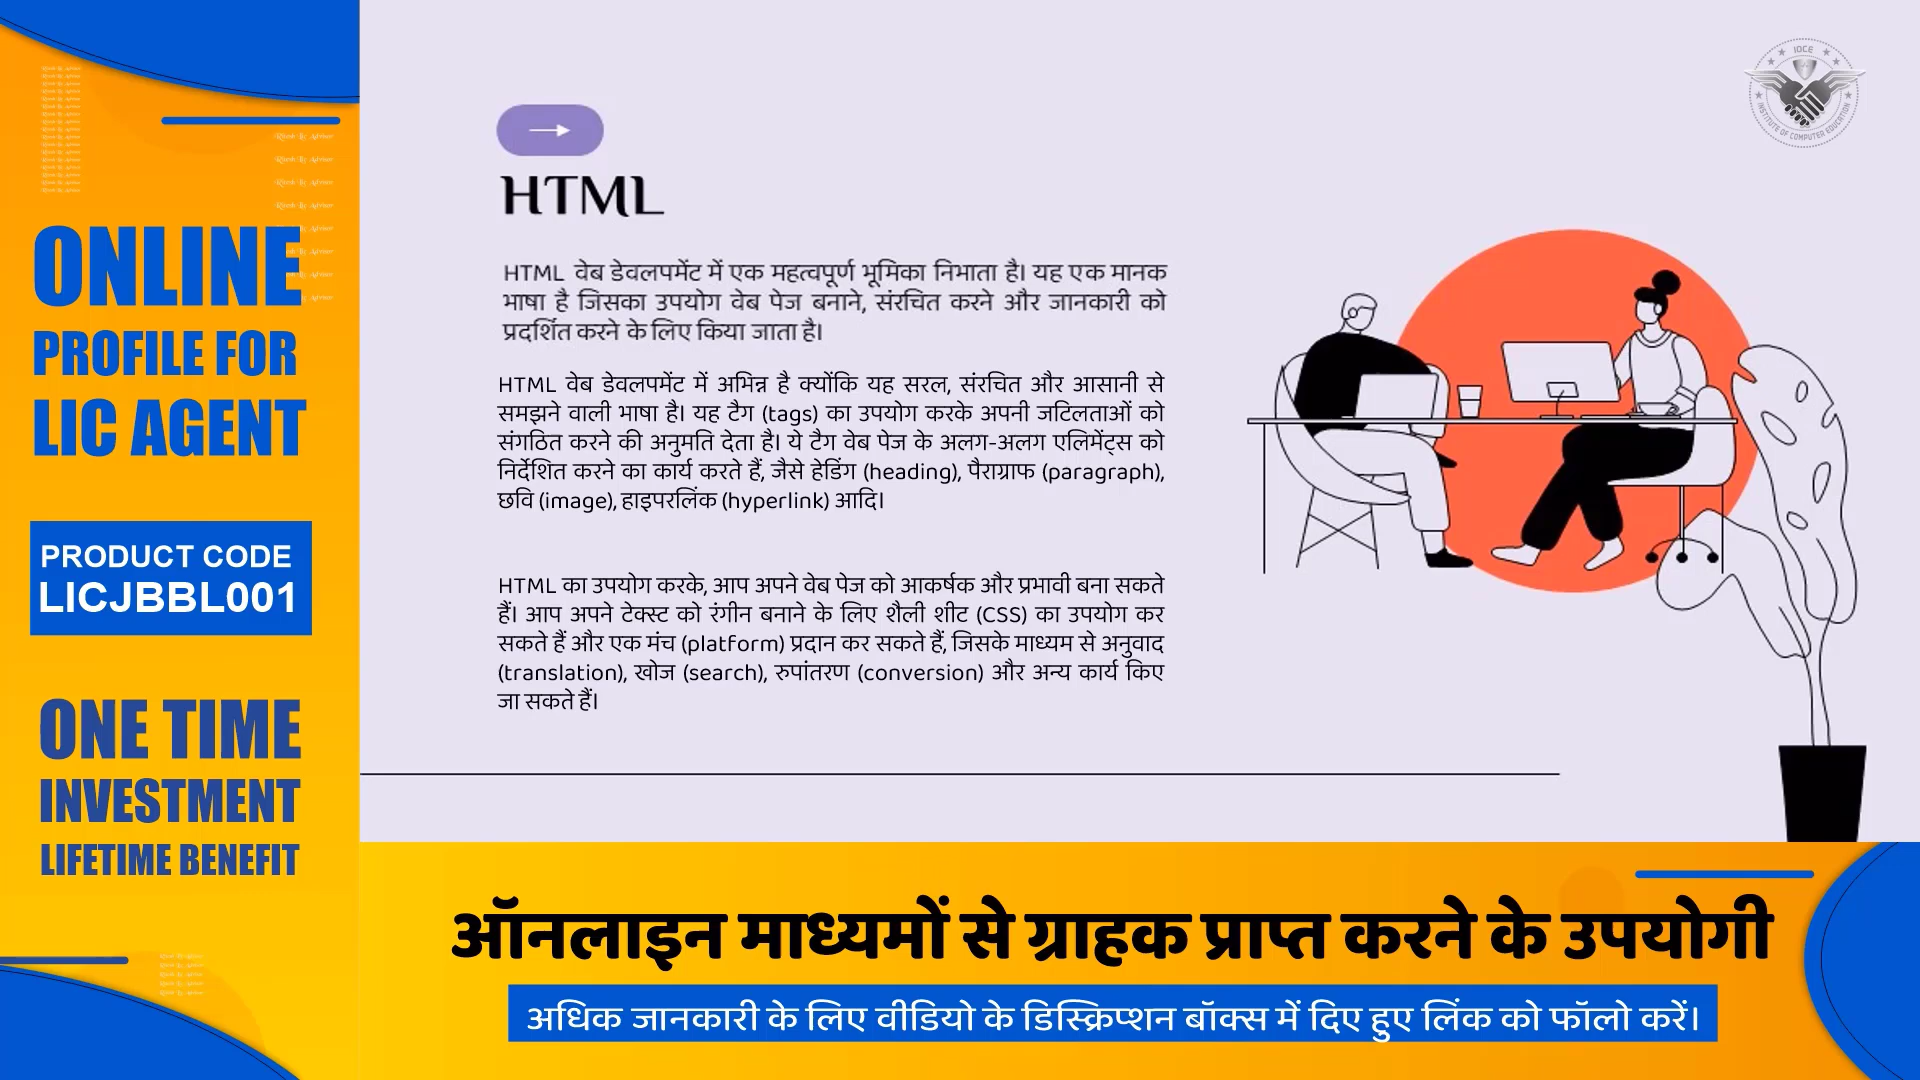 ONLINE
PROFILE FOR
LIC AGENT
PRODUCT CODE
LICJBBL001
ONE TIME
INVESTMENT
LIFETIME BENEFIT
IOCE
INSTITUTE OF COMPUTER EDUCATION
HTML
HTML वेब डेवलपमेंट में एक महत्वपूर्ण भूमिका निभाता है। यह एक मानक
भाषा है जिसका उपयोग वेब पेज बनाने, संरचित करने और जानकारी को
प्रदर्शित करने के लिए किया जाता है।
HTML वेब डेवलपमेंट में अभिन्न है क्योंकि यह सरल, संरचित और आसानी से
समझने वाली भाषा है। यह टैग (tags) का उपयोग करके अपनी जटिलताओं को
संगठित करने की अनुमति देता है। ये टैग वेब पेज के अलग-अलग एलिमेंट्स को
निर्देशित करने का कार्य करते हैं, जैसे हेडिंग (heading), पैराग्राफ (paragraph),
छवि (image), हाइपरलिंक (hyperlink) आदि।
HTML का उपयोग करके, आप अपने वेब पेज को आकर्षक और प्रभावी बना सकते
हैं। आप अपने टेक्स्ट को रंगीन बनाने के लिए शैली शीट (CSS) का उपयोग कर
सकते हैं और एक मंच (platform) प्रदान कर सकते हैं, जिसके माध्यम से अनुवाद
(translation), खोज (search), रुपांतरण (conversion) और अन्य कार्य किए
जा सकते हैं।
ऑनलाइन माध्यमों से ग्राहक प्राप्त करने के उपयोगी
अधिक जानकारी के लिए वीडियो के डिस्क्रिप्शन बॉक्स में दिए हुए लिंक को फॉलो करें।